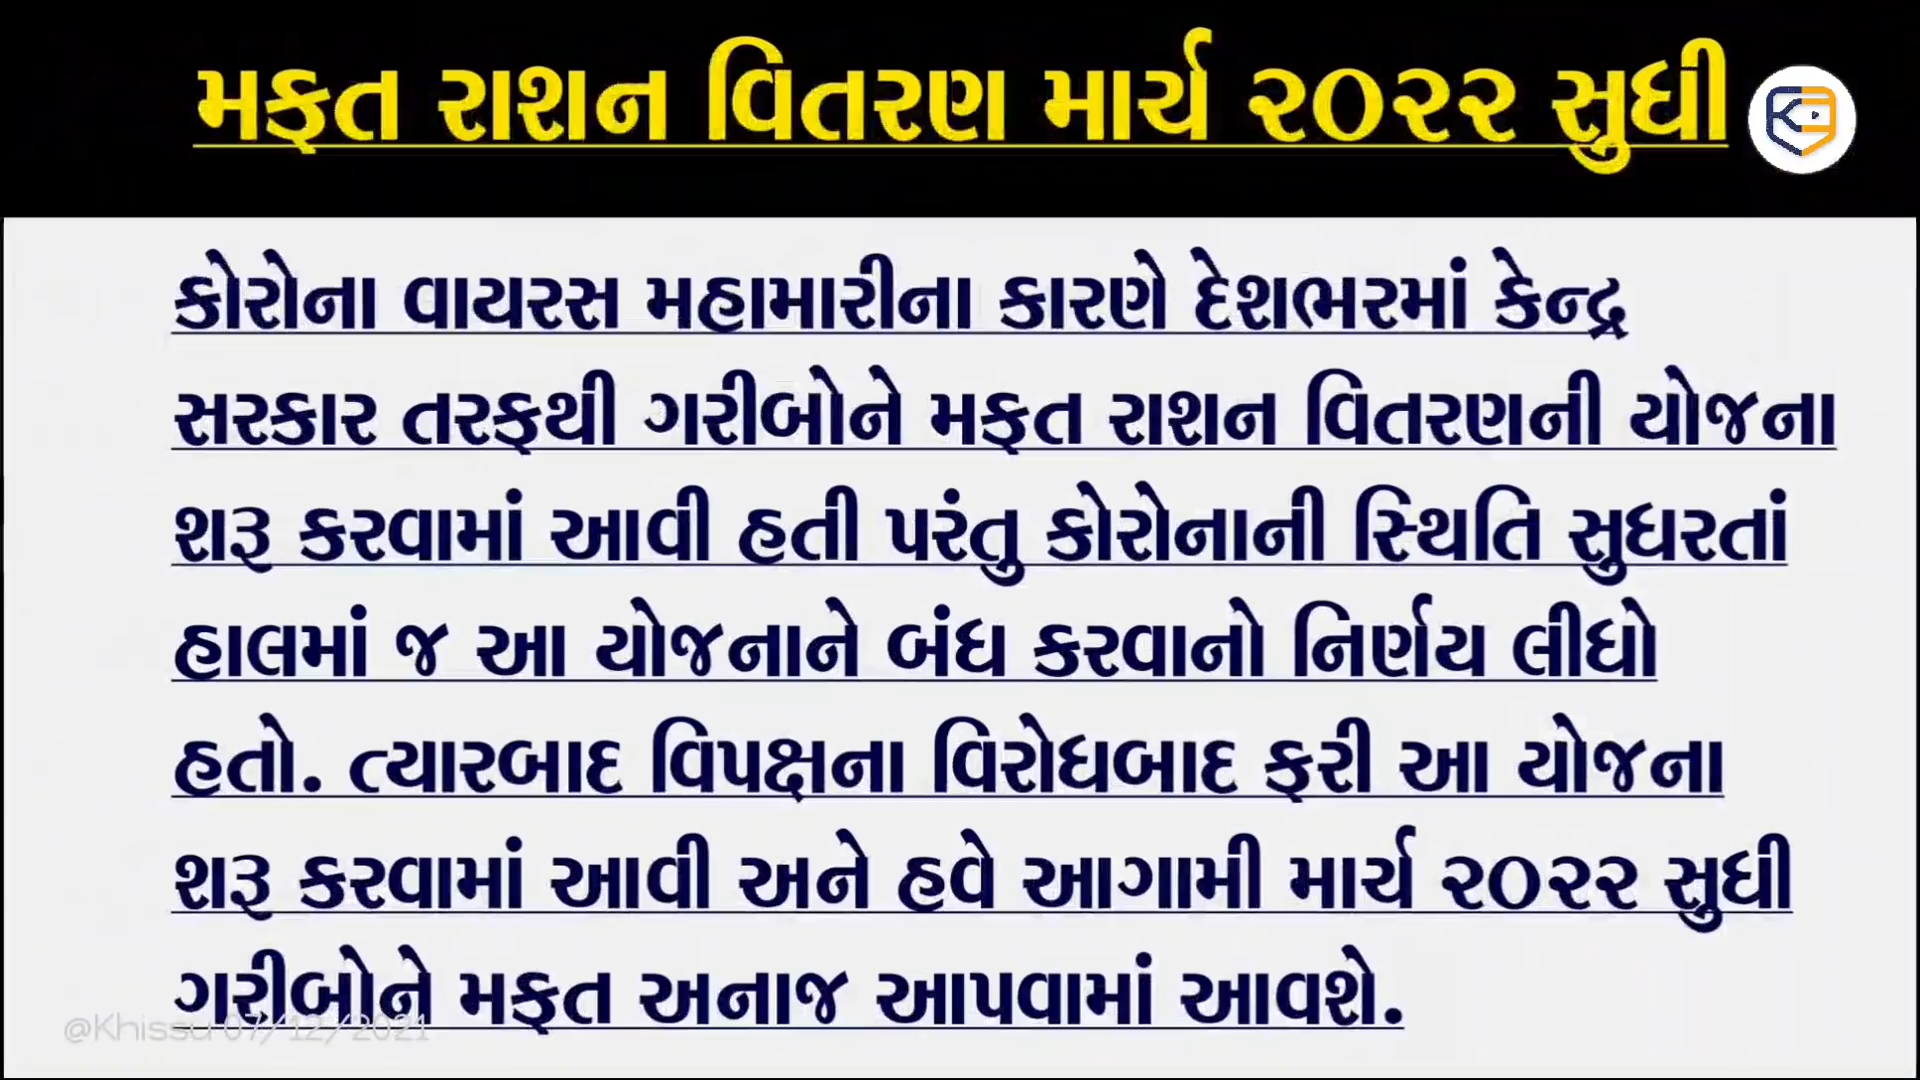 મફત રાશન વિતરણ માર્ચ ૨૦૨૨ સુધી
કોરોના વાયરસ મહામારીના કારણે દેશભરમાં કેન્દ્ર
સરકાર તરફથી ગરીબોને મફત રાશન વિતરણની યોજના
શરૂ કરવામાં આવી હતી પરંતુ કોરોનાની સ્થિતિ સુધરતાં
હાલમાં જ આ યોજનાને બંધ કરવાનો નિર્ણય લીધો
હતો. ત્યારબાદ વિપક્ષના વિરોધબાદ ફરી આ યોજના
શરૂ કરવામાં આવી અને હવે આગામી માર્ચ ૨૦૨૨ સુધી
ગરીબોને મફત અનાજ આપવામાં આવશે.
@Khissu 07/12/2021